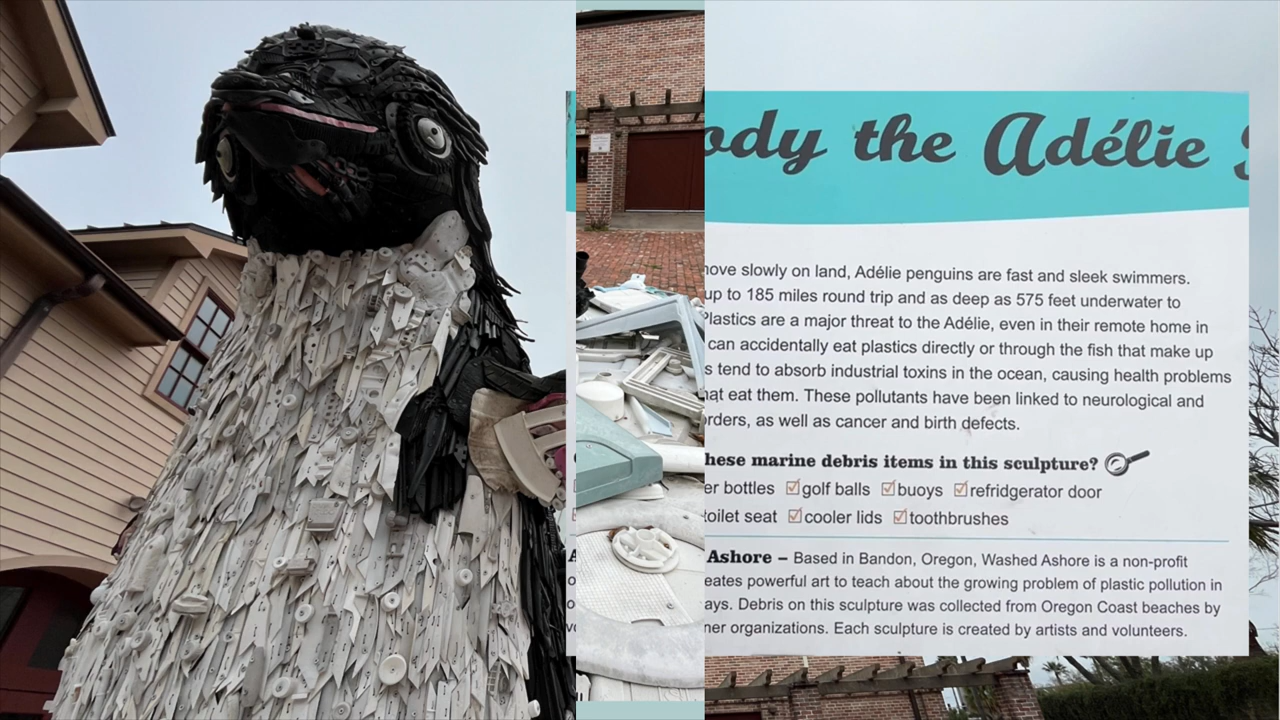 ody the Adélie
ove slowly on land, Adélie penguins are fast and sleek swimmers.
up to 185 miles round trip and as deep as 575 feet underwater to
Plastics are a major threat to the Adélie, even in their remote home in
can accidentally eat plastics directly or through the fish that make up
s tend to absorb industrial toxins in the ocean, causing health problems
hat eat them. These pollutants have been linked to neurological and
rders, as well as cancer and birth defects.
hese marine debris items in this sculpture?
er bottles ☑golf balls ☑buoys ☑refridgerator door
toilet seat ☑cooler lids ☑toothbrushes
Ashore – Based in Bandon, Oregon, Washed Ashore is a non-profit
eates powerful art to teach about the growing problem of plastic pollution in
ays. Debris on this sculpture was collected from Oregon Coast beaches by
ner organizations. Each sculpture is created by artists and volunteers.